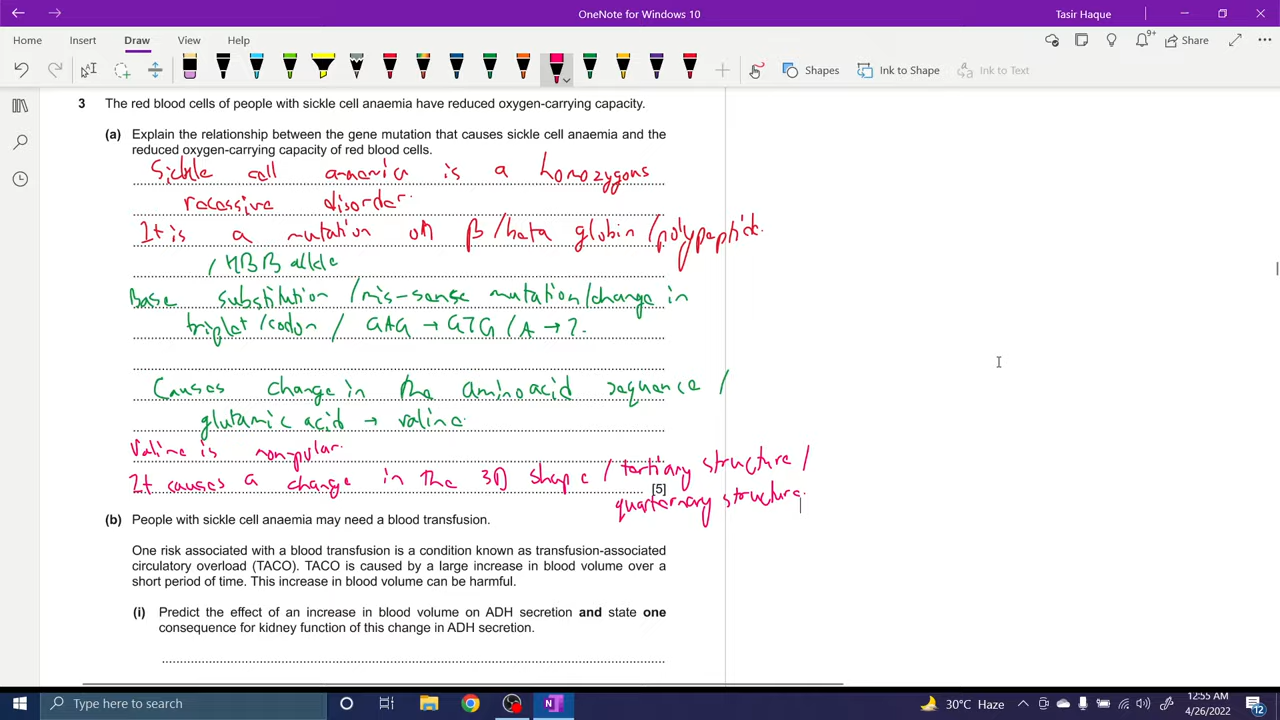 OneNote for Windows 10
Tasir Haque
Home Insert Draw View Help
9+
Share
Shapes
Ink to Shape
Ink to Text
3 The red blood cells of people with sickle cell anaemia have reduced oxygen-carrying capacity.
(a) Explain the relationship between the gene mutation that causes sickle cell anaemia and the
reduced oxygen-carrying capacity of red blood cells.
Sickle cell anaemia is a homozygous
recessive disorder.
It is a mutation on β/beta globin/polypeptide.
/ HBB allele
Base substitution /mis-sense mutation/change in
triplet/codon / GAG → GTG /A → T.
Causes change in the amino acid sequence /
glutamic acid → valine.
Valine is non-polar.
It causes a change in the 3D shape / tertiary structure /
[5]
quarternary structure.
(b) People with sickle cell anaemia may need a blood transfusion.
One risk associated with a blood transfusion is a condition known as transfusion-associated
circulatory overload (TACO). TACO is caused by a large increase in blood volume over a
short period of time. This increase in blood volume can be harmful.
(i) Predict the effect of an increase in blood volume on ADH secretion and state one
consequence for kidney function of this change in ADH secretion.
Type here to search
30°C Haze
12:55 AM
4/26/2022
12